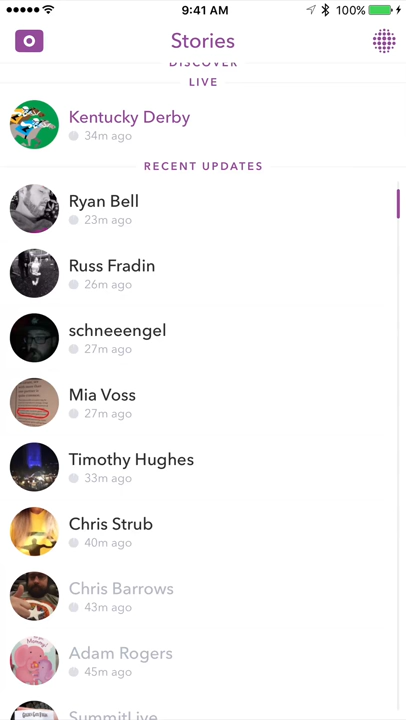 9:41 AM
100%
Stories
DISCOVER
LIVE
Kentucky Derby
34m ago
RECENT UPDATES
Ryan Bell
23m ago
Russ Fradin
26m ago
schneeengel
27m ago
Mia Voss
27m ago
Timothy Hughes
33m ago
Chris Strub
40m ago
Chris Barrows
43m ago
Adam Rogers
45m ago
SummitLive